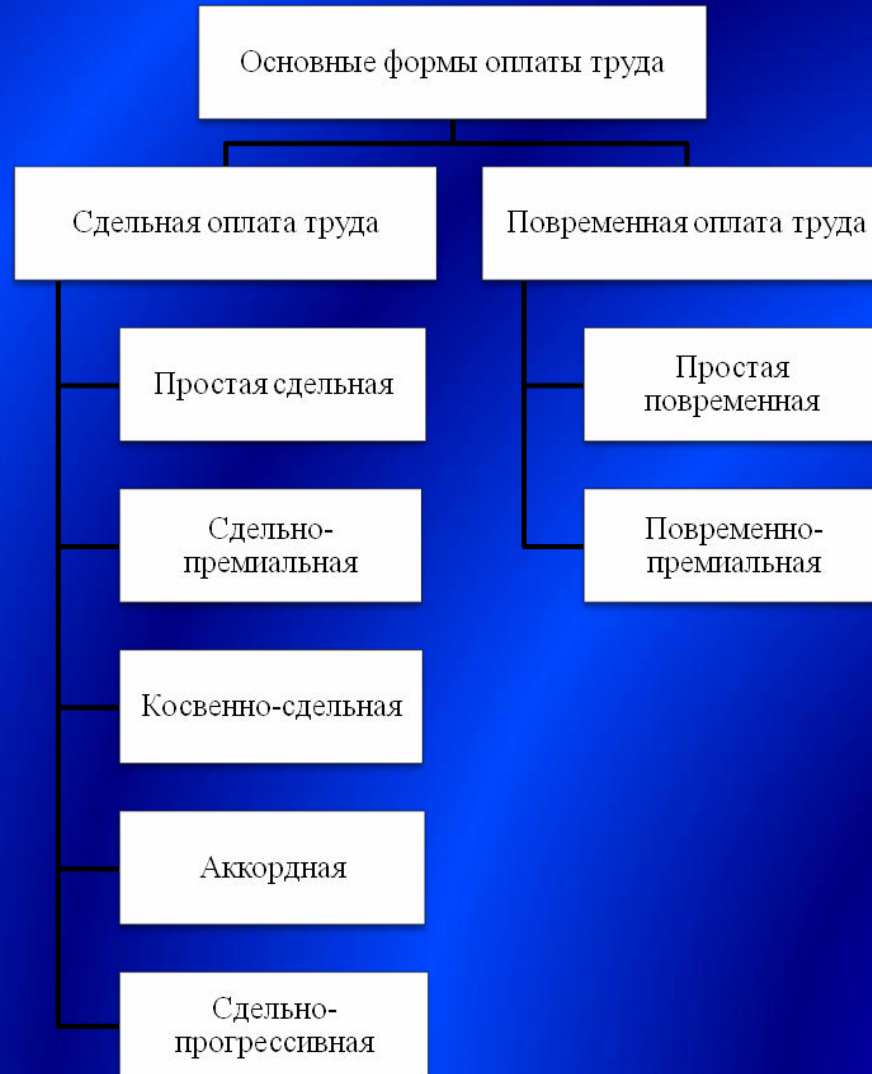 Основные формы оплаты труда
Сдельная оплата труда
Повременная оплата труда
Простая сдельная
Сдельно-
премиальная
Косвенно-сдельная
Аккордная
Сдельно-
прогрессивная
Простая
повременная
Повременно-
премиальная